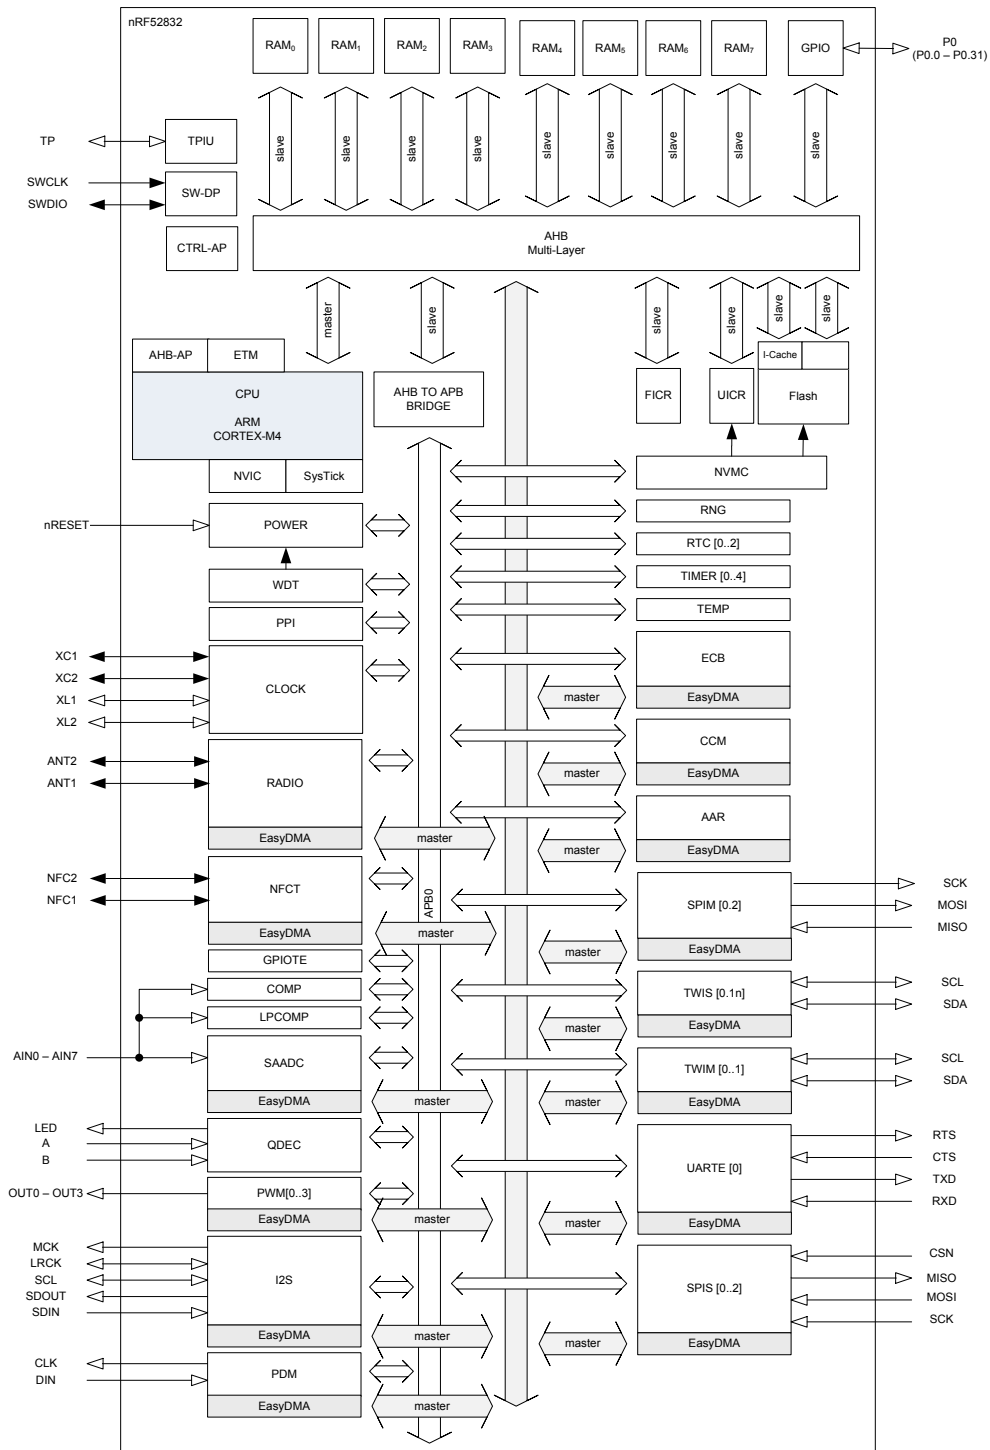 nRF52832
RAM0
RAM1
RAM2
RAM3
RAM4
RAM5
RAM6
RAM7
GPIO
P0
(P0.0 – P0.31)
slave
slave
slave
slave
slave
slave
slave
slave
slave
TP
TPIU
SWCLK
SWDIO
SW-DP
CTRL-AP
AHB
Multi-Layer
master
slave
slave
slave
slave
slave
AHB-AP
ETM
CPU
ARM
CORTEX-M4
NVIC
SysTick
AHB TO APB
BRIDGE
FICR
UICR
I-Cache
Flash
NVMC
nRESET
POWER
RNG
RTC [0..2]
WDT
TIMER [0..4]
PPI
TEMP
XC1
XC2
XL1
XL2
CLOCK
ECB
master
EasyDMA
ANT2
ANT1
RADIO
CCM
master
EasyDMA
EasyDMA
master
AAR
master
EasyDMA
NFC2
NFC1
NFCT
APB0
EasyDMA
master
SPIM [0.2]
SCK
MOSI
MISO
master
EasyDMA
GPIOTE
COMP
LPCOMP
TWIS [0.1n]
SCL
SDA
master
EasyDMA
AIN0 – AIN7
SAADC
EasyDMA
master
TWIM [0..1]
SCL
SDA
master
EasyDMA
LED
A
B
QDEC
UARTE [0]
RTS
CTS
TXD
RXD
OUT0 – OUT3
PWM[0..3]
EasyDMA
master
master
EasyDMA
MCK
LRCK
SCL
SDOUT
SDIN
I2S
EasyDMA
master
SPIS [0..2]
CSN
MISO
MOSI
SCK
master
EasyDMA
CLK
DIN
PDM
EasyDMA
master